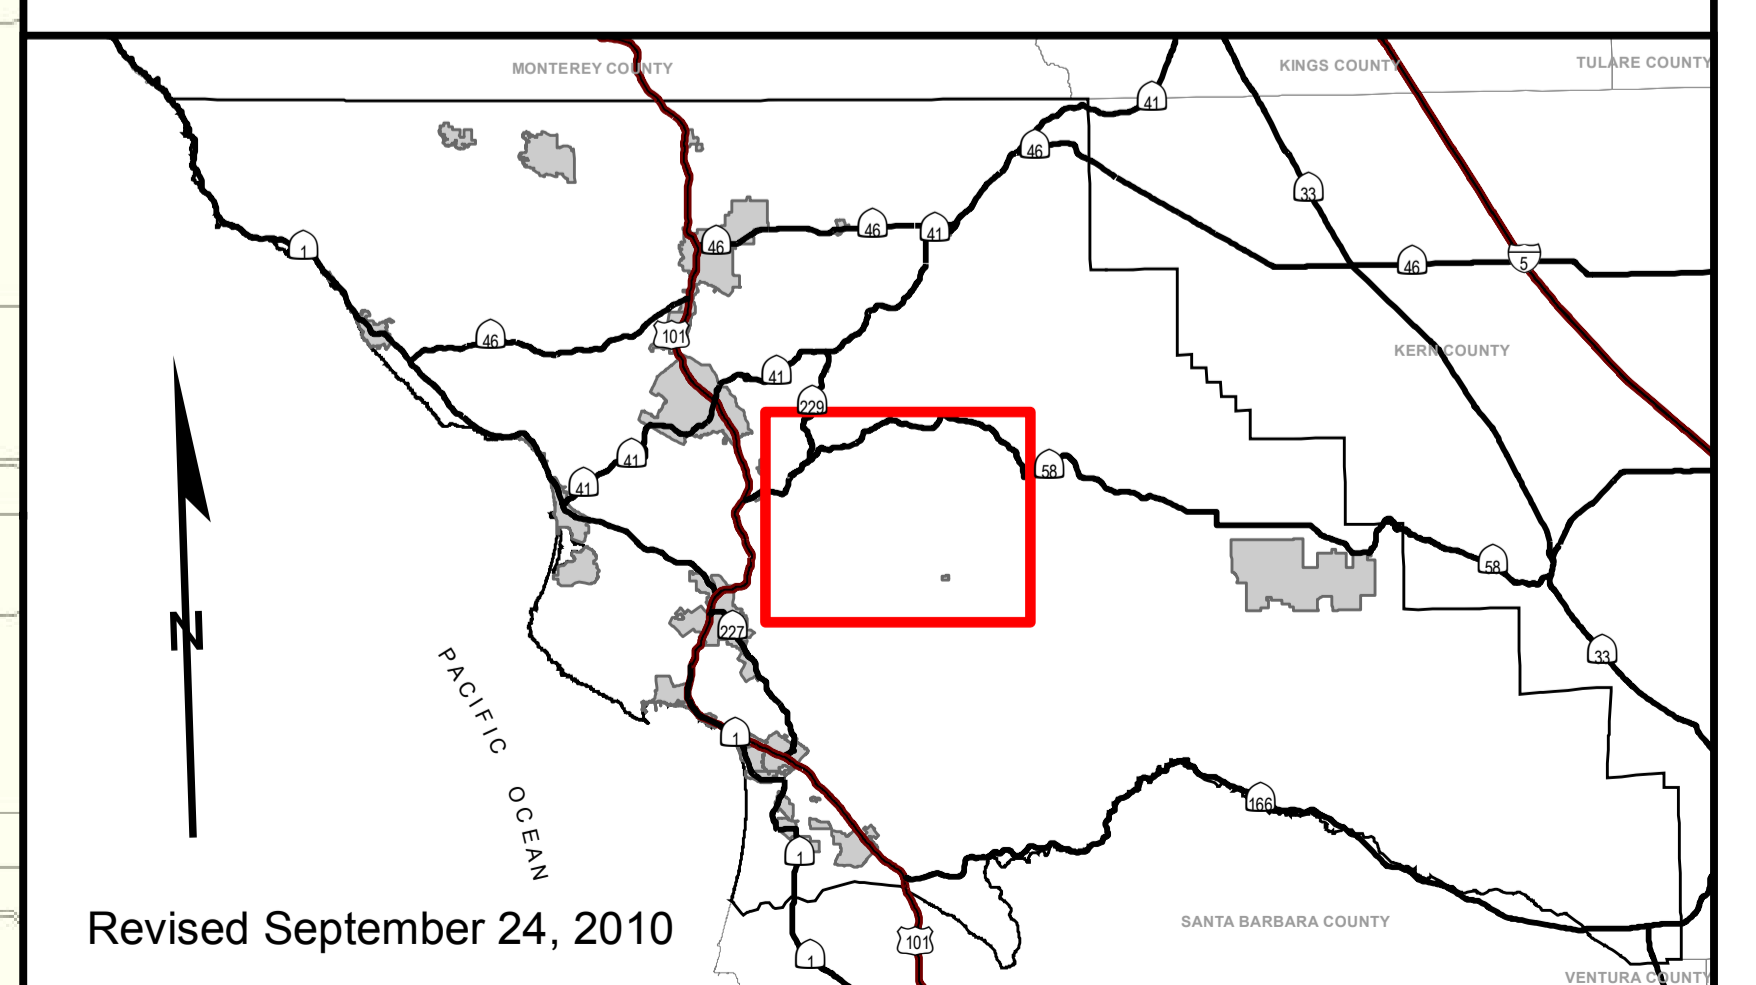 MONTEREY COUNTY
KINGS COUNTY
TULARE COUNTY
41
46
33
1
46
46
41
46
5
46
101
KERN COUNTY
41
229
41
58
41
58
227
33
N
PACIFIC OCEAN
1
166
1
Revised September 24, 2010
SANTA BARBARA COUNTY
101
1
VENTURA COUNTY